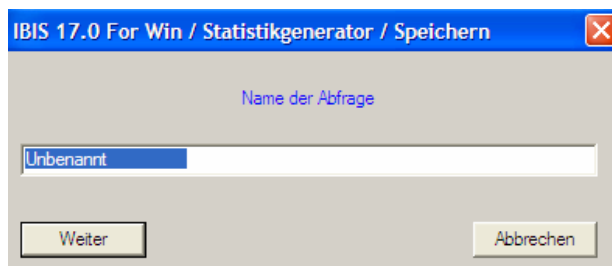 IBIS 17.0 For Win / Statistikgenerator / Speichern
Name der Abfrage
Unbenannt
Weiter Abbrechen